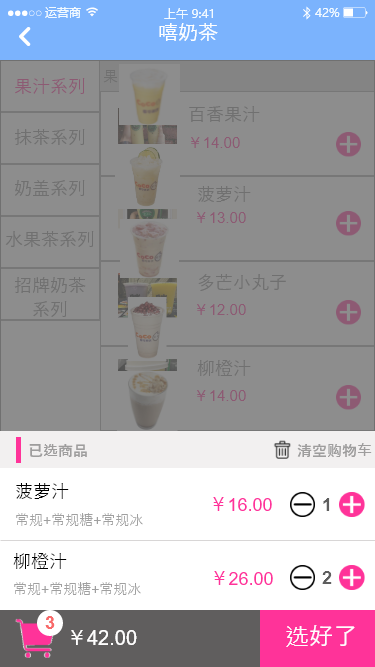 运营商
上午 9:41
42%
嘻奶茶
果汁系列
抹茶系列
奶盖系列
水果茶系列
招牌奶茶
系列
果
百香果汁
￥14.00
菠萝汁
￥13.00
多芒小丸子
￥12.00
柳橙汁
￥14.00
已选商品
清空购物车
菠萝汁
￥16.00
1
常规+常规糖+常规冰
柳橙汁
￥26.00
2
常规+常规糖+常规冰
3
￥42.00
选好了